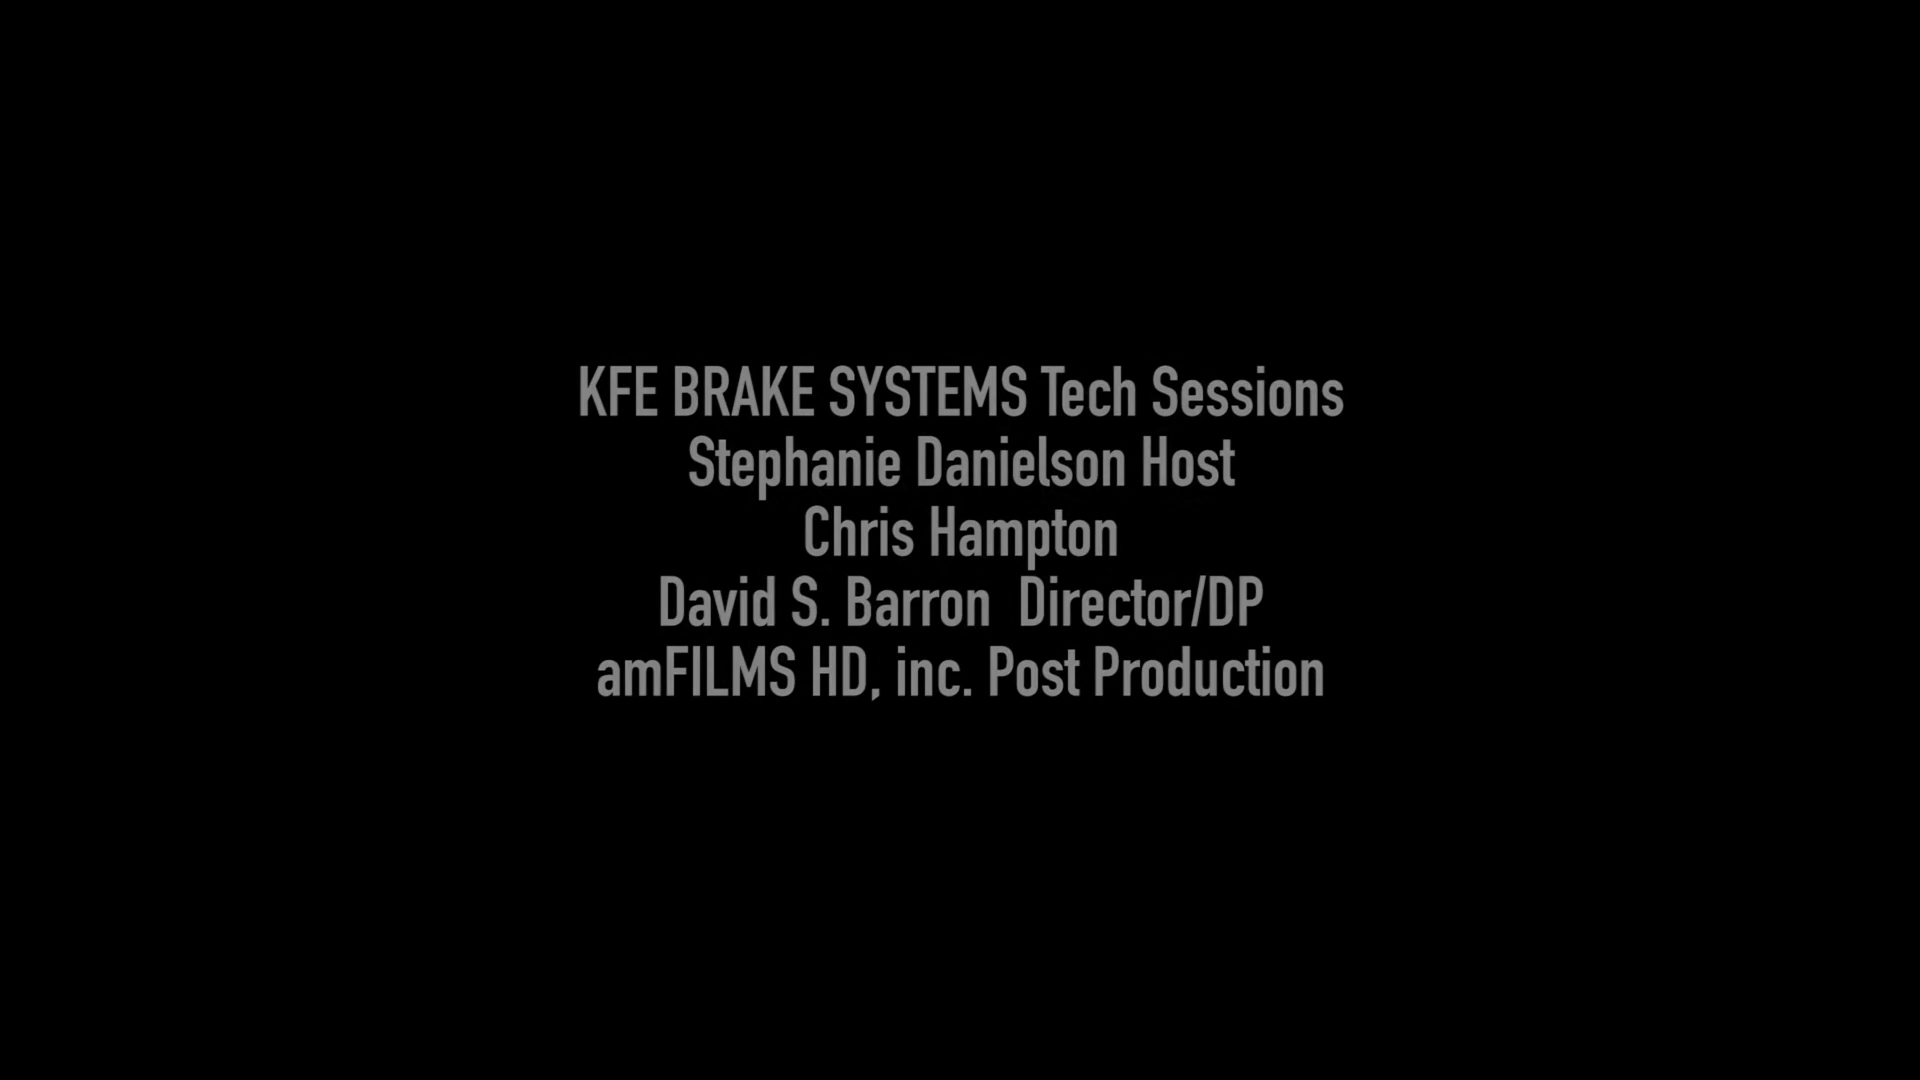 KFE BRAKE SYSTEMS Tech Sessions
Stephanie Danielson Host
Chris Hampton
David S. Barron  Director/DP
amFILMS HD, inc. Post Production